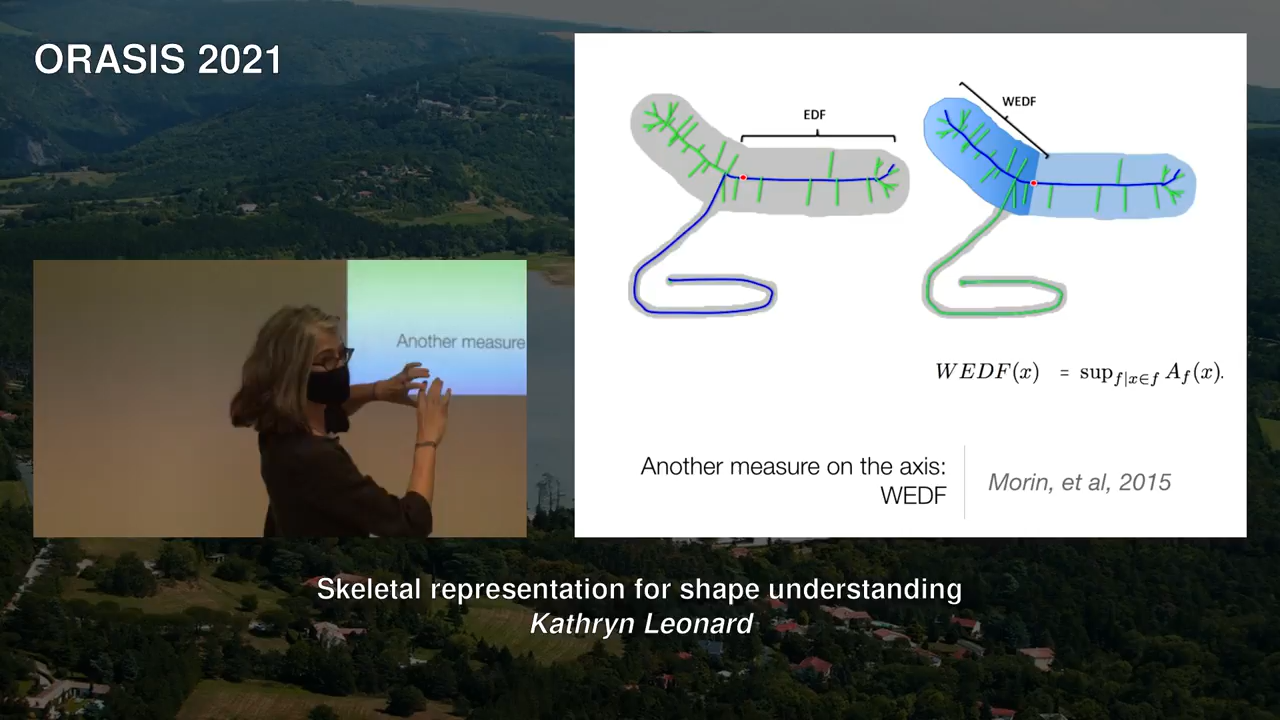 ORASIS 2021
EDF
WEDF
WEDF(x) = sup_{f|x∈f} A_f(x).
Another measure on the axis:
WEDF
Morin, et al, 2015
Another measure
Skeletal representation for shape understanding
Kathryn Leonard